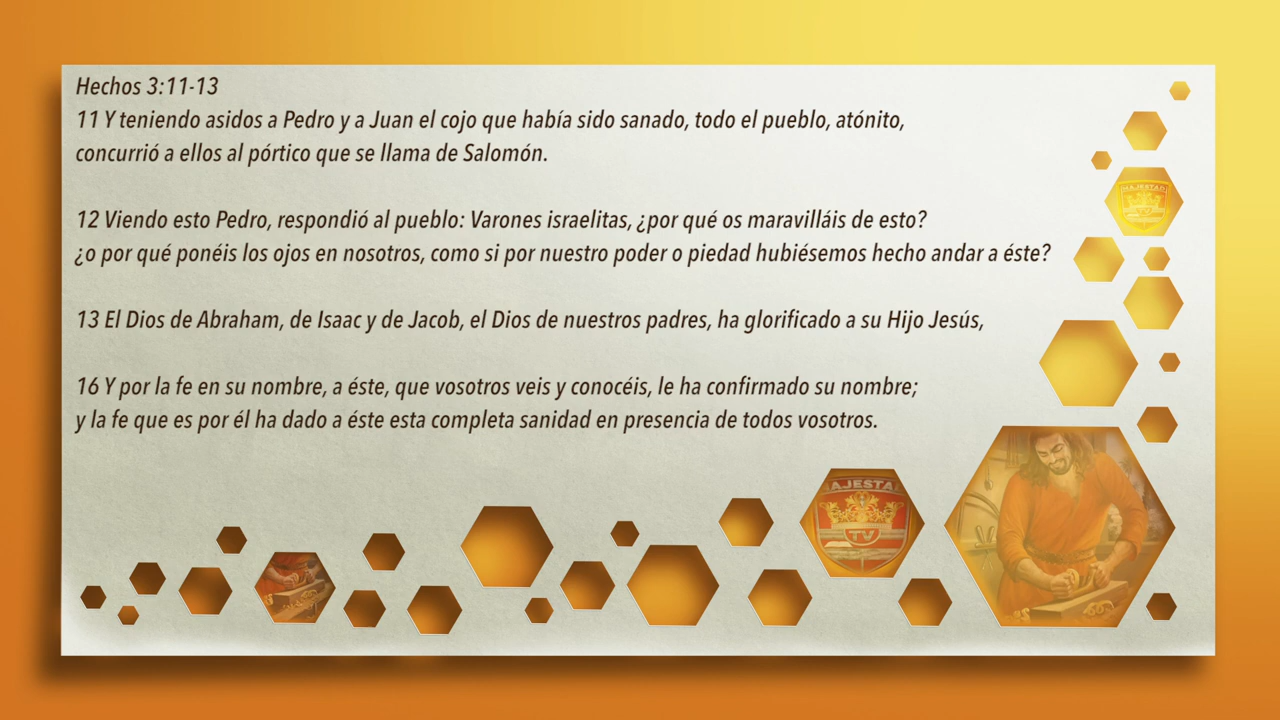 Hechos 3:11-13
11 Y teniendo asidos a Pedro y a Juan el cojo que había sido sanado, todo el pueblo, atónito,
concurrió a ellos al pórtico que se llama de Salomón.
12 Viendo esto Pedro, respondió al pueblo: Varones israelitas, ¿por qué os maravilláis de esto?
¿o por qué ponéis los ojos en nosotros, como si por nuestro poder o piedad hubiésemos hecho andar a éste?
13 El Dios de Abraham, de Isaac y de Jacob, el Dios de nuestros padres, ha glorificado a su Hijo Jesús,
16 Y por la fe en su nombre, a éste, que vosotros veis y conocéis, le ha confirmado su nombre;
y la fe que es por él ha dado a éste esta completa sanidad en presencia de todos vosotros.
MAJESTAD
TV
AJESTA
TV